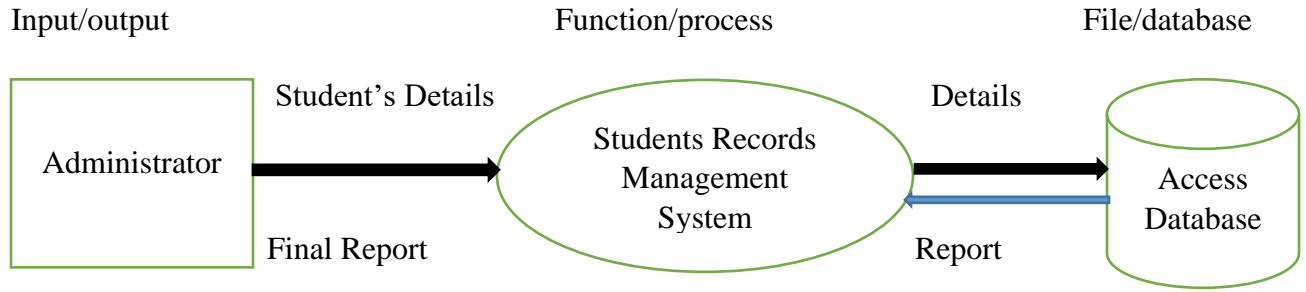 Input/output
Function/process
File/database
Student’s Details
Details
Administrator
Students Records
Management
System
Access
Database
Final Report
Report